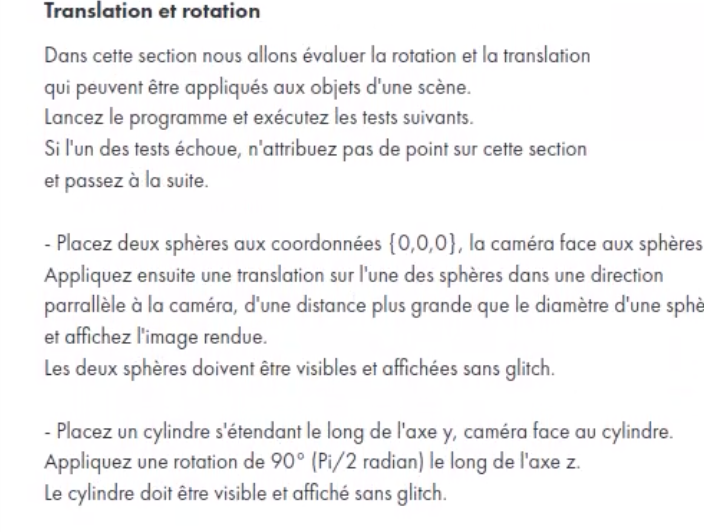 Translation et rotation
Dans cette section nous allons évaluer la rotation et la translation
qui peuvent être appliqués aux objets d'une scène.
Lancez le programme et exécutez les tests suivants.
Si l'un des tests échoue, n'attribuez pas de point sur cette section
et passez à la suite.
- Placez deux sphères aux coordonnées {0,0,0}, la caméra face aux sphères
Appliquez ensuite une translation sur l'une des sphères dans une direction
parrallèle à la caméra, d'une distance plus grande que le diamètre d'une sphè
et affichez l'image rendue.
Les deux sphères doivent être visibles et affichées sans glitch.
- Placez un cylindre s'étendant le long de l'axe y, caméra face au cylindre.
Appliquez une rotation de 90° (Pi/2 radian) le long de l'axe z.
Le cylindre doit être visible et affiché sans glitch.